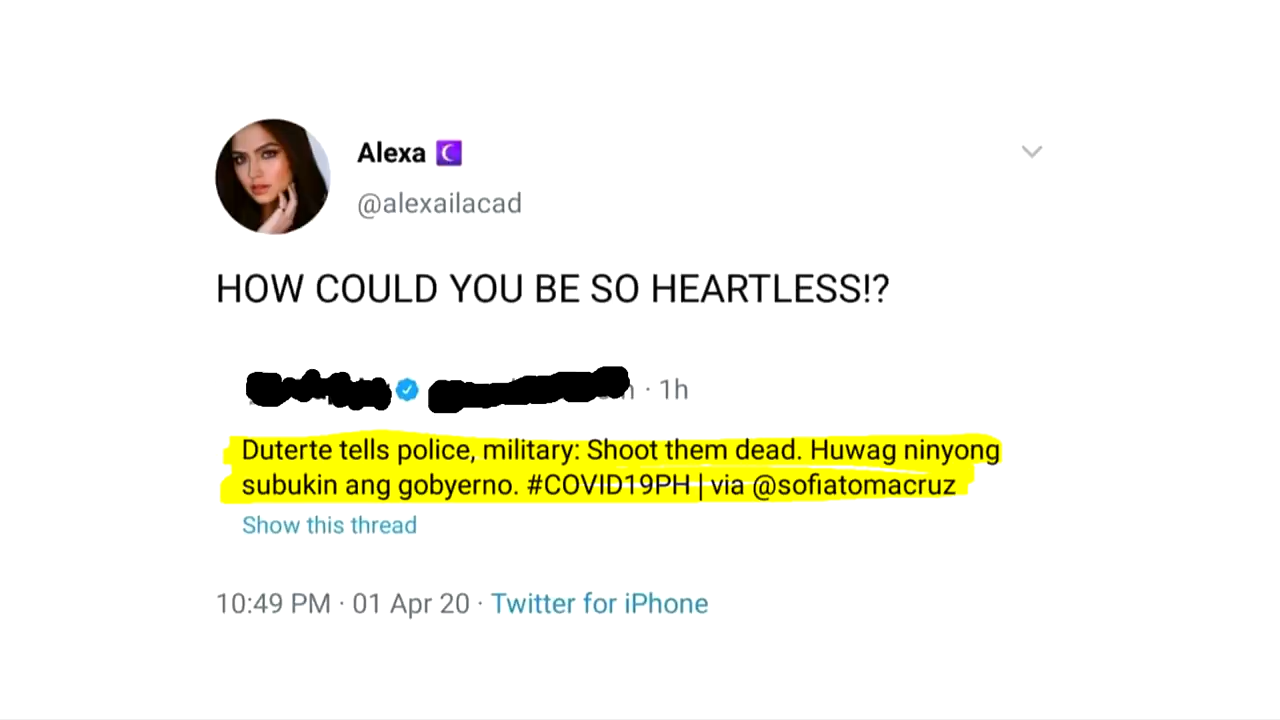 Alexa
@alexailacad
HOW COULD YOU BE SO HEARTLESS!?
· 1h
Duterte tells police, military: Shoot them dead. Huwag ninyong
subukin ang gobyerno. #COVID19PH | via @sofiatomacruz
Show this thread
10:49 PM · 01 Apr 20 · Twitter for iPhone